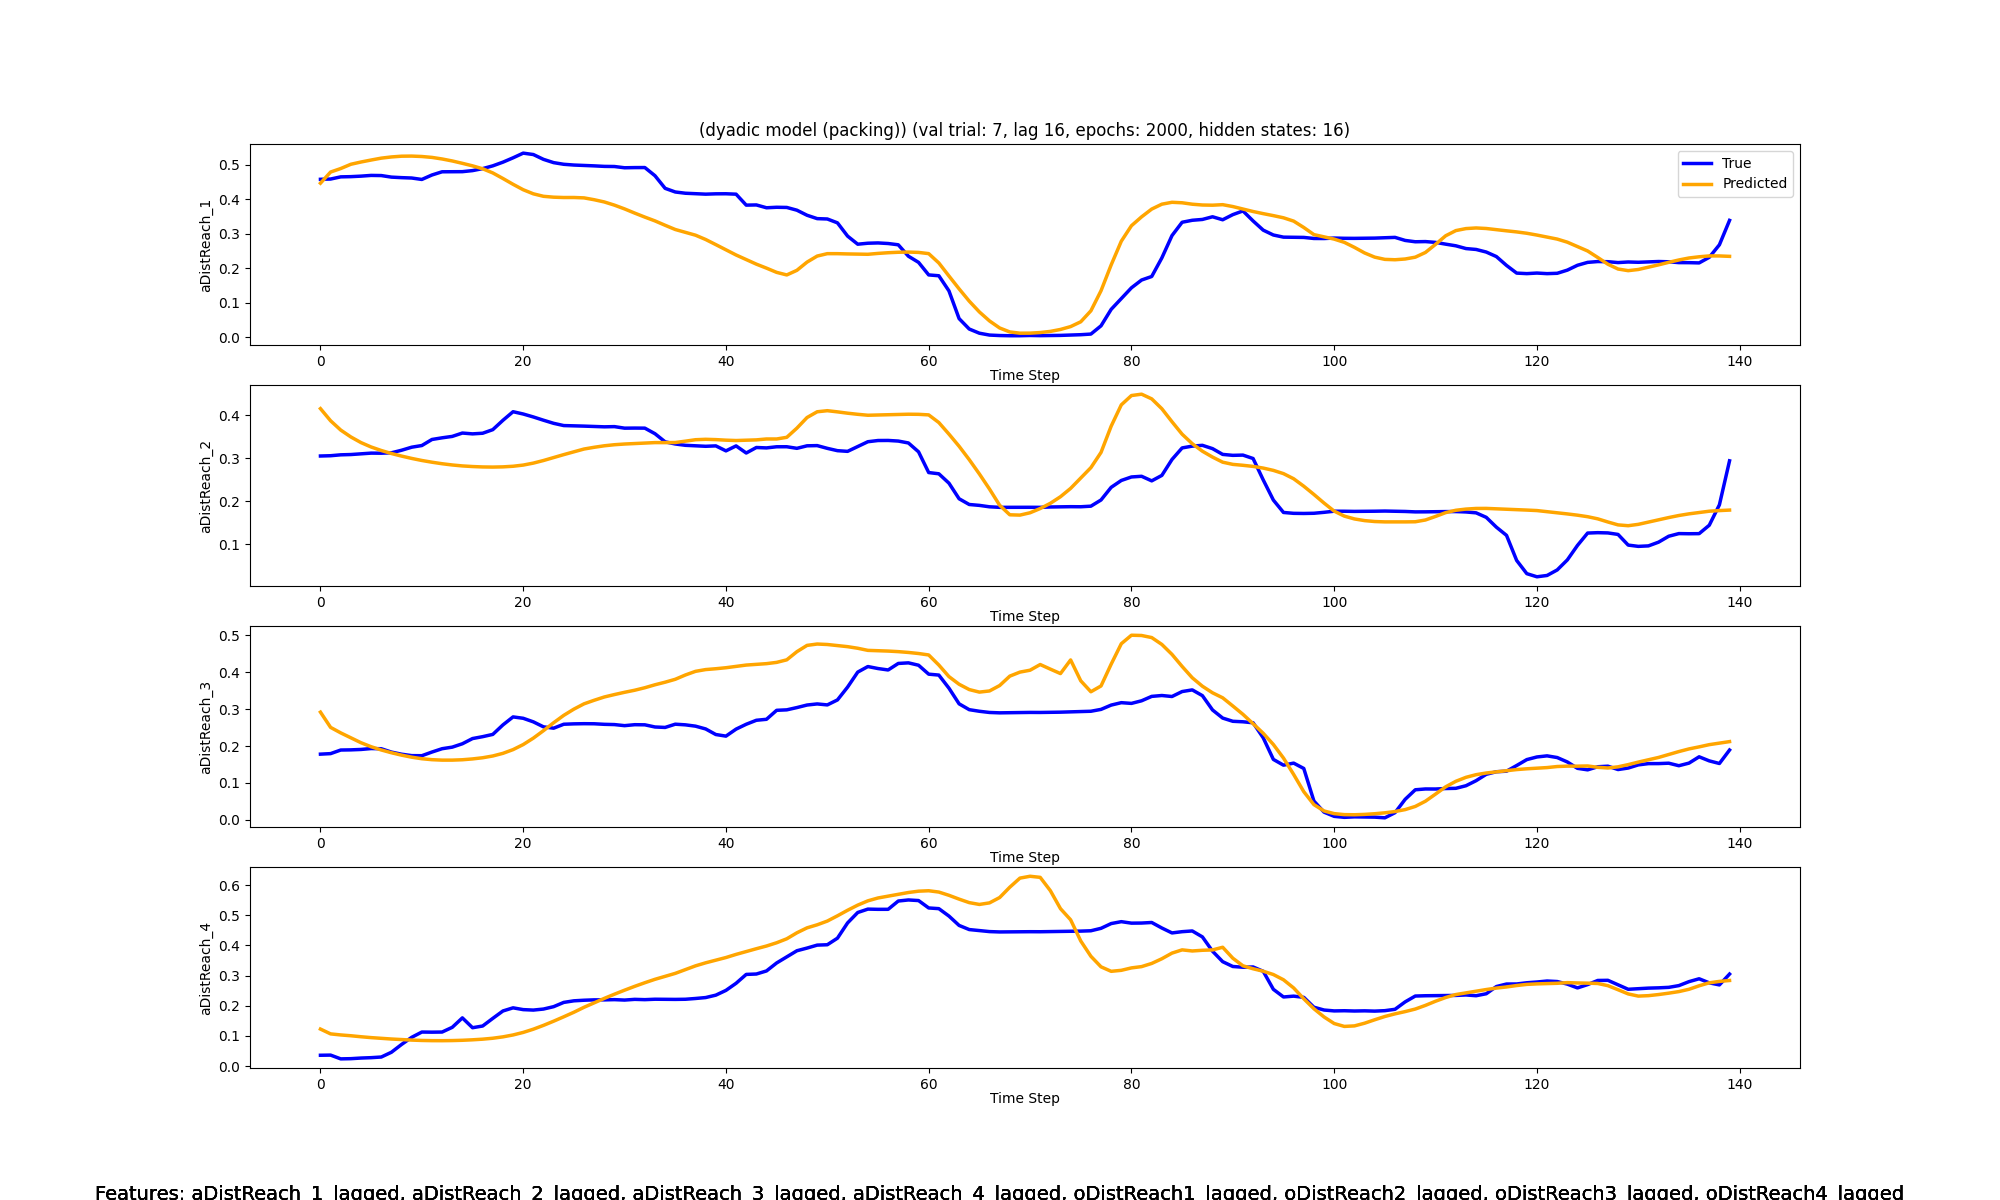 (dyadic model (packing)) (val trial: 7, lag 16, epochs: 2000, hidden states: 16)
True
Predicted
aDistReach_1
0.5
0.4
0.3
0.2
0.1
0.0
0 20 40 60 80 100 120 140
Time Step
aDistReach_2
0.4
0.3
0.2
0.1
0 20 40 60 80 100 120 140
Time Step
aDistReach_3
0.5
0.4
0.3
0.2
0.1
0.0
0 20 40 60 80 100 120 140
Time Step
aDistReach_4
0.6
0.5
0.4
0.3
0.2
0.1
0.0
0 20 40 60 80 100 120 140
Time Step
Features: aDistReach_1_lagged, aDistReach_2_lagged, aDistReach_3_lagged, aDistReach_4_lagged, oDistReach1_lagged, oDistReach2_lagged, oDistReach3_lagged, oDistReach4_lagged